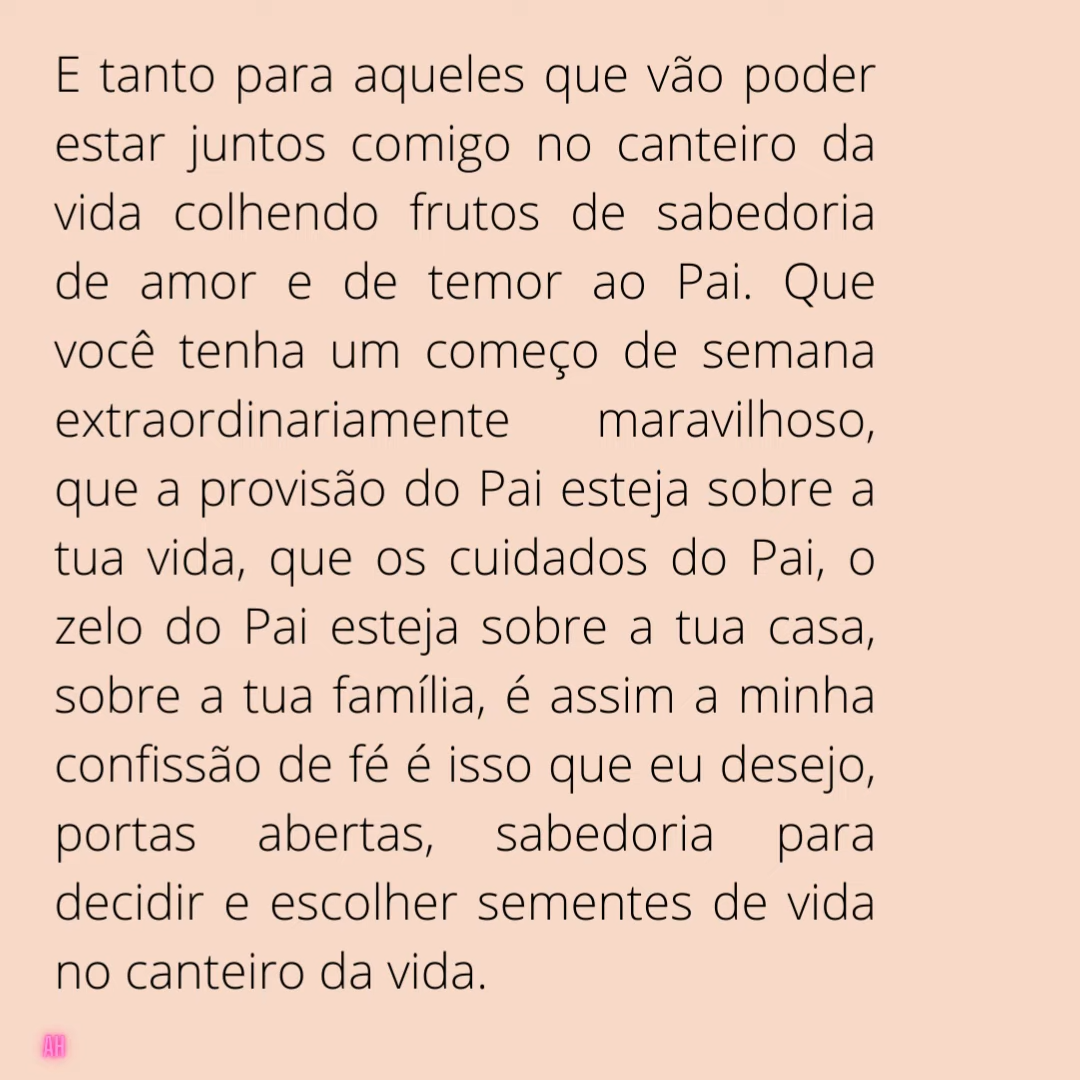 E tanto para aqueles que vão poder
estar juntos comigo no canteiro da
vida colhendo frutos de sabedoria
de amor e de temor ao Pai. Que
você tenha um começo de semana
extraordinariamente maravilhoso,
que a provisão do Pai esteja sobre a
tua vida, que os cuidados do Pai, o
zelo do Pai esteja sobre a tua casa,
sobre a tua família, é assim a minha
confissão de fé é isso que eu desejo,
portas abertas, sabedoria para
decidir e escolher sementes de vida
no canteiro da vida.
AH